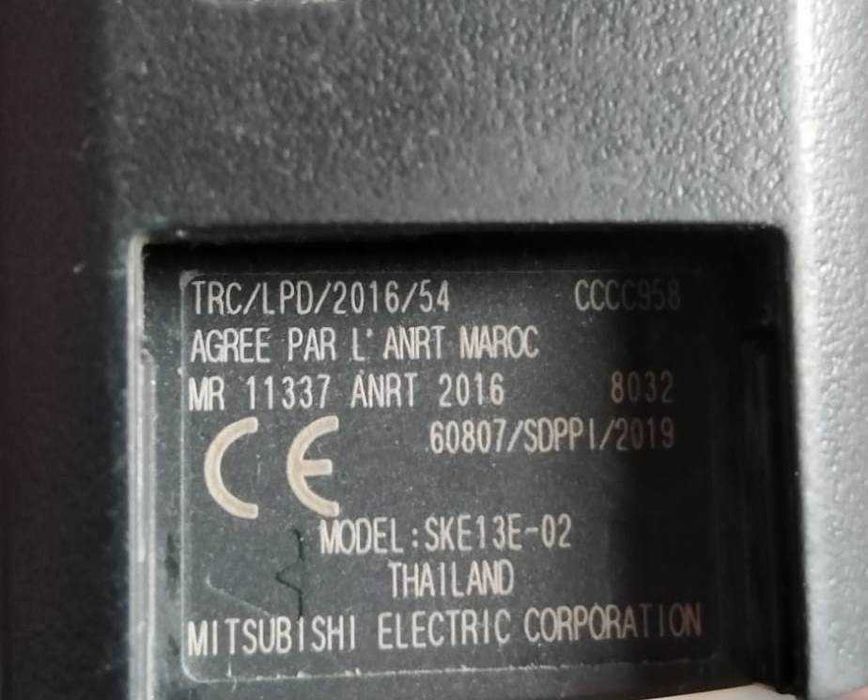 TRC/LPD/2016/54 CCCC958
AGREE PAR L' ANRT MAROC
MR 11337 ANRT 2016 8032
CE 60807/SDPPI/2019
MODEL:SKE13E-02
THAILAND
MITSUBISHI ELECTRIC CORPORATION